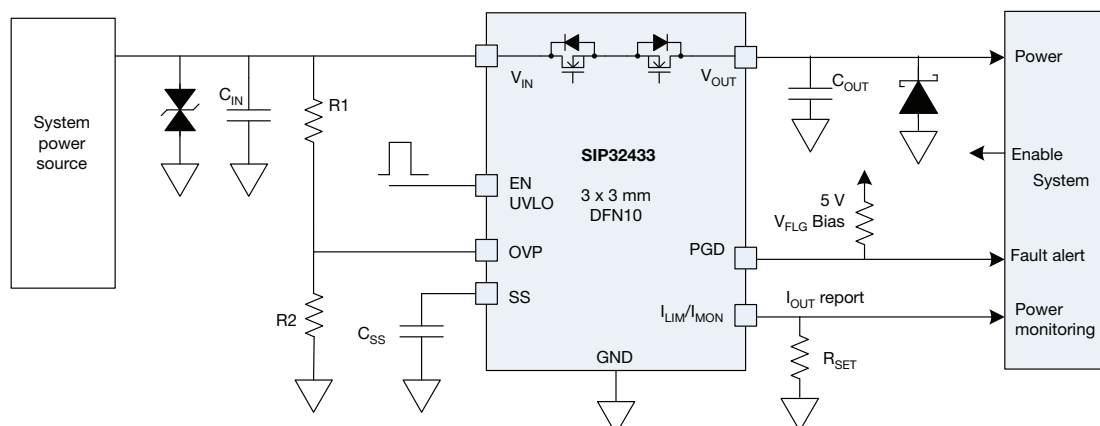 System
power
source
C_IN
R1
R2
C_SS
V_IN
V_OUT
SIP32433
3 x 3 mm
DFN10
EN
UVLO
OVP
SS
PGD
I_LIM/I_MON
GND
C_OUT
5 V
V_FLG Bias
I_OUT report
R_SET
Power
Enable
System
Fault alert
Power
monitoring